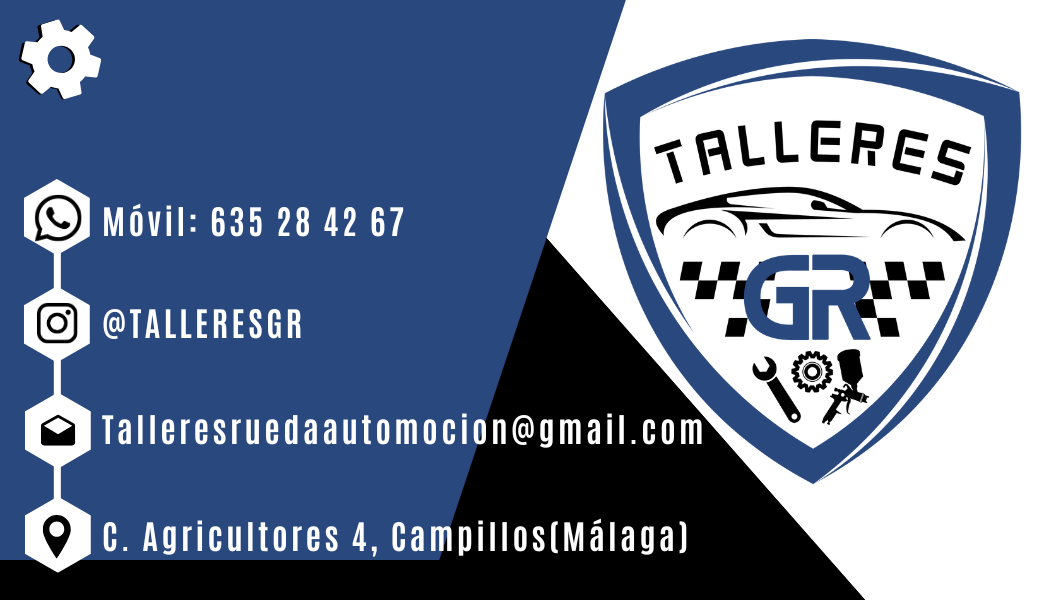 TALLERES
GR
Móvil: 635 28 42 67
@TALLERESGR
Talleresruedaautomocion@gmail.com
C. Agricultores 4, Campillos(Málaga)